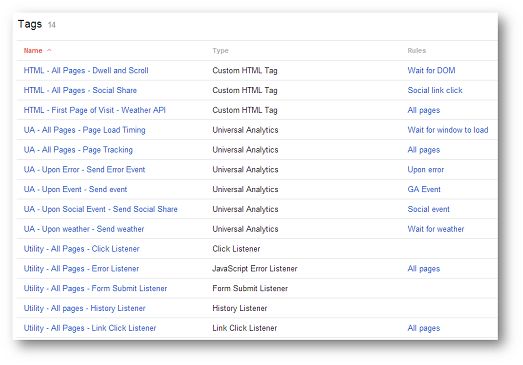 Tags 14
Name Type Rules
HTML - All Pages - Dwell and Scroll Custom HTML Tag Wait for DOM
HTML - All Pages - Social Share Custom HTML Tag Social link click
HTML - First Page of Visit - Weather API Custom HTML Tag All pages
UA - All Pages - Page Load Timing Universal Analytics Wait for window to load
UA - All Pages - Page Tracking Universal Analytics All pages
UA - Upon Error - Send Error Event Universal Analytics Upon error
UA - Upon Event - Send event Universal Analytics GA Event
UA - Upon Social Event - Send Social Share Universal Analytics Social event
UA - Upon weather - Send weather Universal Analytics Wait for weather
Utility - All Pages - Click Listener Click Listener
Utility - All Pages - Error Listener JavaScript Error Listener All pages
Utility - All Pages - Form Submit Listener Form Submit Listener
Utility - All pages - History Listener History Listener
Utility - All Pages - Link Click Listener Link Click Listener All pages